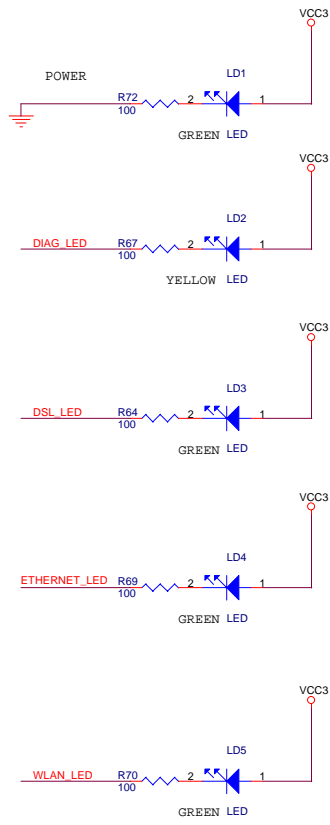 VCC3
POWER
LD1
R72
100
2
1
GREEN LED
VCC3
LD2
DIAG_LED
R67
100
2
1
YELLOW LED
VCC3
LD3
DSL_LED
R64
100
2
1
GREEN LED
VCC3
LD4
ETHERNET_LED
R69
100
2
1
GREEN LED
VCC3
LD5
WLAN_LED
R70
100
2
1
GREEN LED